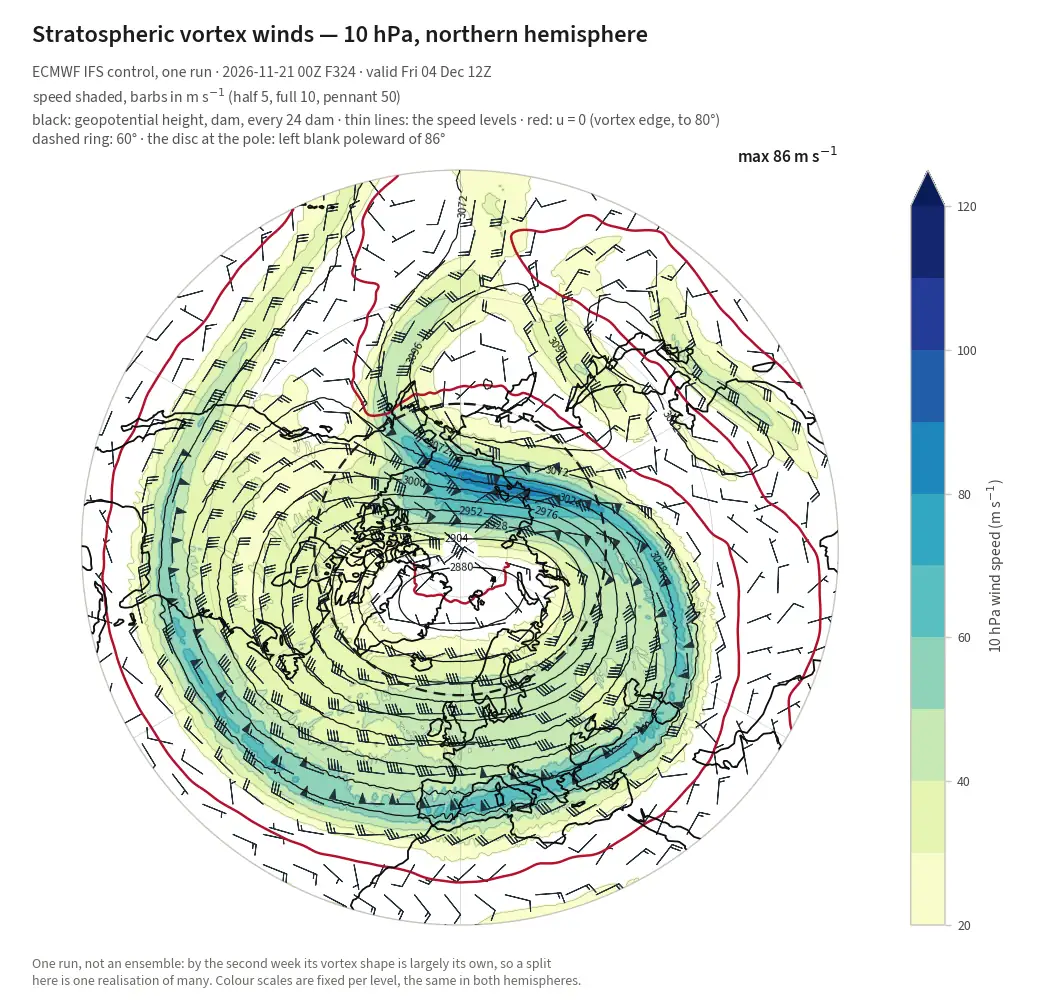 Stratospheric vortex winds — 10 hPa, northern hemisphere
ECMWF IFS control, one run · 2026-11-21 00Z F324 · valid Fri 04 Dec 12Z
speed shaded, barbs in m s⁻¹ (half 5, full 10, pennant 50)
black: geopotential height, dam, every 24 dam · thin lines: the speed levels · red: u = 0 (vortex edge, to 80°)
dashed ring: 60° · the disc at the pole: left blank poleward of 86°
max 86 m s⁻¹
3072
3096
3072
3000
2952
2976
2928
2904
2880
3048
120
100
80
60
40
20
10 hPa wind speed (m s⁻¹)
One run, not an ensemble: by the second week its vortex shape is largely its own, so a split
here is one realisation of many. Colour scales are fixed per level, the same in both hemispheres.